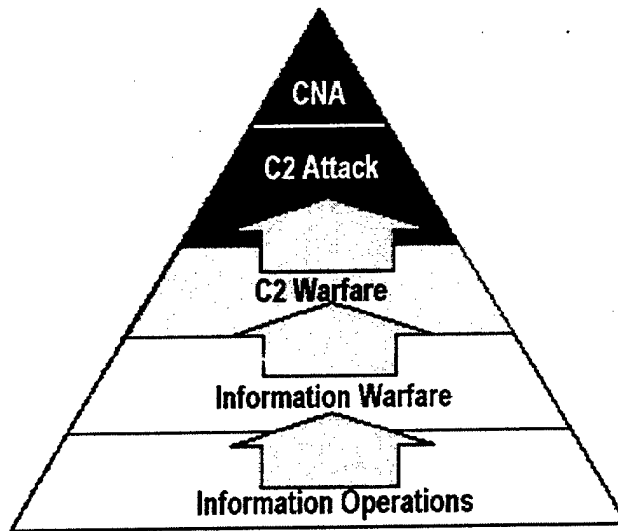 CNA
C2 Attack
C2 Warfare
Information Warfare
Information Operations